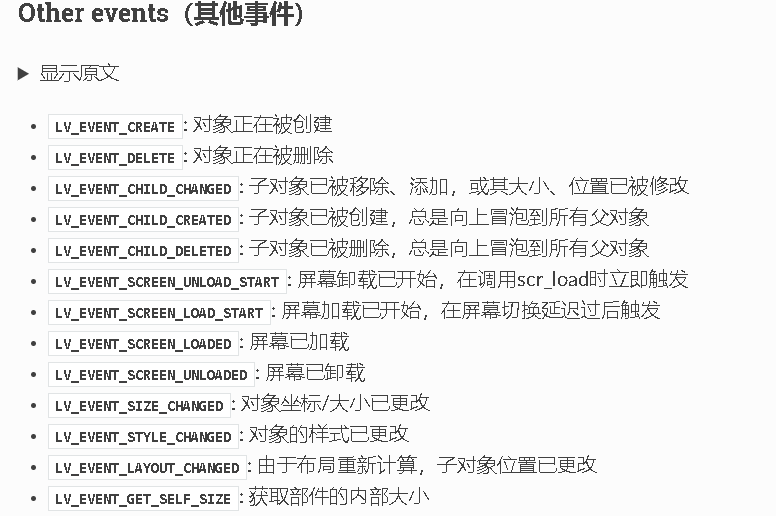 Other events（其他事件)
显示原文
LV_EVENT_CREATE: 对象正在被创建
LV_EVENT_DELETE: 对象正在被删除
LV_EVENT_CHILD_CHANGED: 子对象已被移除、添加，或其大小、位置已被修改
LV_EVENT_CHILD_CREATED: 子对象已被创建，总是向上冒泡到所有父对象
LV_EVENT_CHILD_DELETED: 子对象已被删除，总是向上冒泡到所有父对象
LV_EVENT_SCREEN_UNLOAD_START: 屏幕卸载已开始，在调用scr_load时立即触发
LV_EVENT_SCREEN_LOAD_START: 屏幕加载已开始，在屏幕切换延迟过后触发
LV_EVENT_SCREEN_LOADED: 屏幕已加载
LV_EVENT_SCREEN_UNLOADED: 屏幕已卸载
LV_EVENT_SIZE_CHANGED: 对象坐标/大小已更改
LV_EVENT_STYLE_CHANGED: 对象的样式已更改
LV_EVENT_LAYOUT_CHANGED: 由于布局重新计算，子对象位置已更改
LV_EVENT_GET_SELF_SIZE: 获取部件的内部大小